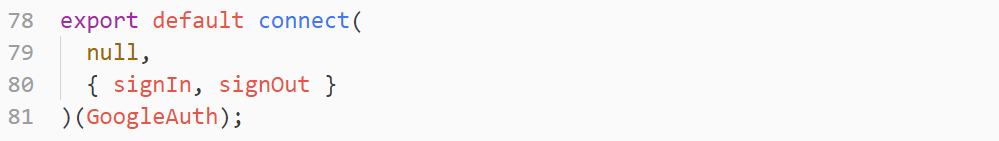 78 export default connect(
79   null,
80   { signIn, signOut }
81 )(GoogleAuth);